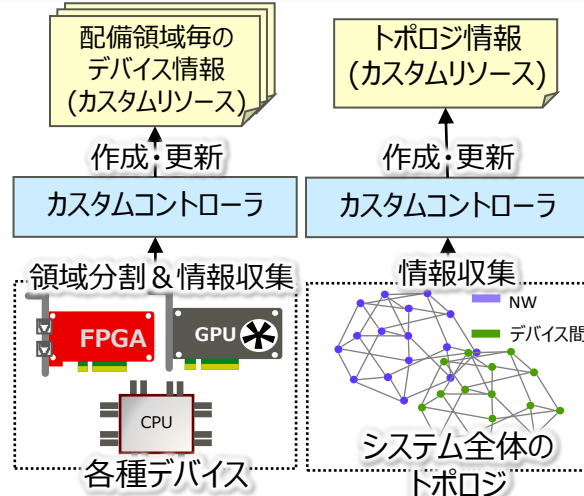 配備領域毎の
デバイス情報
(カスタムリソース)
作成・更新
カスタムコントローラ
領域分割＆情報収集
FPGA
GPU
CPU
各種デバイス
トポロジ情報
(カスタムリソース)
作成・更新
カスタムコントローラ
情報収集
NW
デバイス間
システム全体の
トポロジ